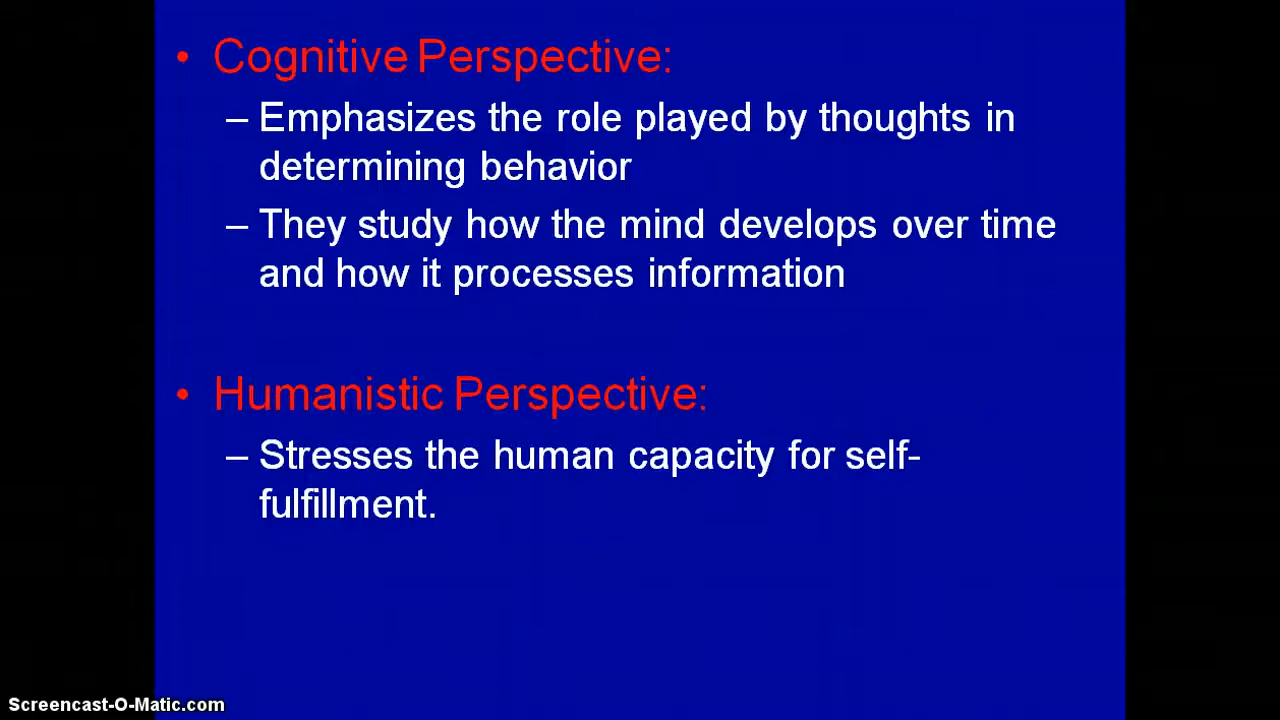 • Cognitive Perspective:
– Emphasizes the role played by thoughts in
determining behavior
– They study how the mind develops over time
and how it processes information
• Humanistic Perspective:
– Stresses the human capacity for self-
fulfillment.
Screencast-O-Matic.com